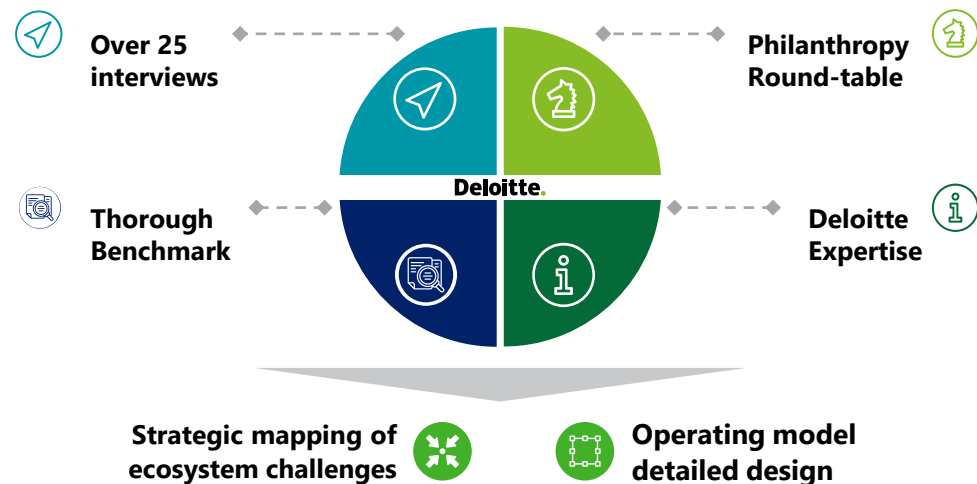 Over 25
interviews
Philanthropy
Round-table
Deloitte.
Thorough
Benchmark
Deloitte
Expertise
Strategic mapping of
ecosystem challenges
Operating model
detailed design